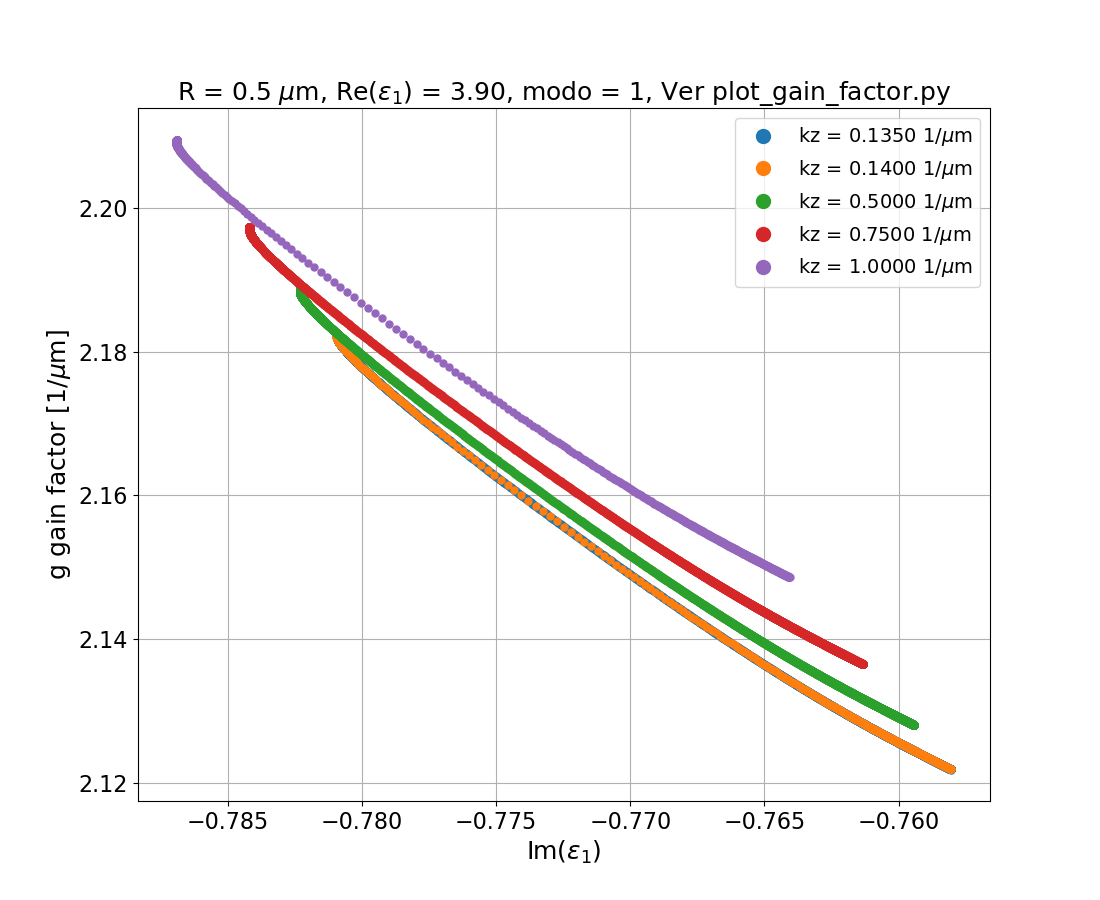 R = 0.5 μm, Re(ε₁) = 3.90, modo = 1, Ver plot_gain_factor.py
kz = 0.1350 1/μm
kz = 0.1400 1/μm
kz = 0.5000 1/μm
kz = 0.7500 1/μm
kz = 1.0000 1/μm
g gain factor [1/μm]
2.20
2.18
2.16
2.14
2.12
−0.785 −0.780 −0.775 −0.770 −0.765 −0.760
Im(ε₁)